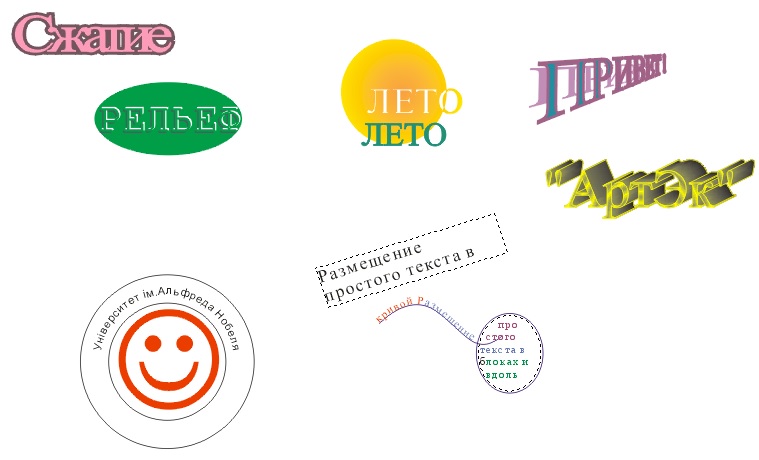 Сжапие
РЕЛЬЕФ
ЛЕТО
ЛЕТО
ПРИВЕТ!
"АртЭк"
Размещение
простого текста в
кривой Размещение
про
стого
текста в
блоках и
вдоль
Університет ім.Альфреда Нобеля